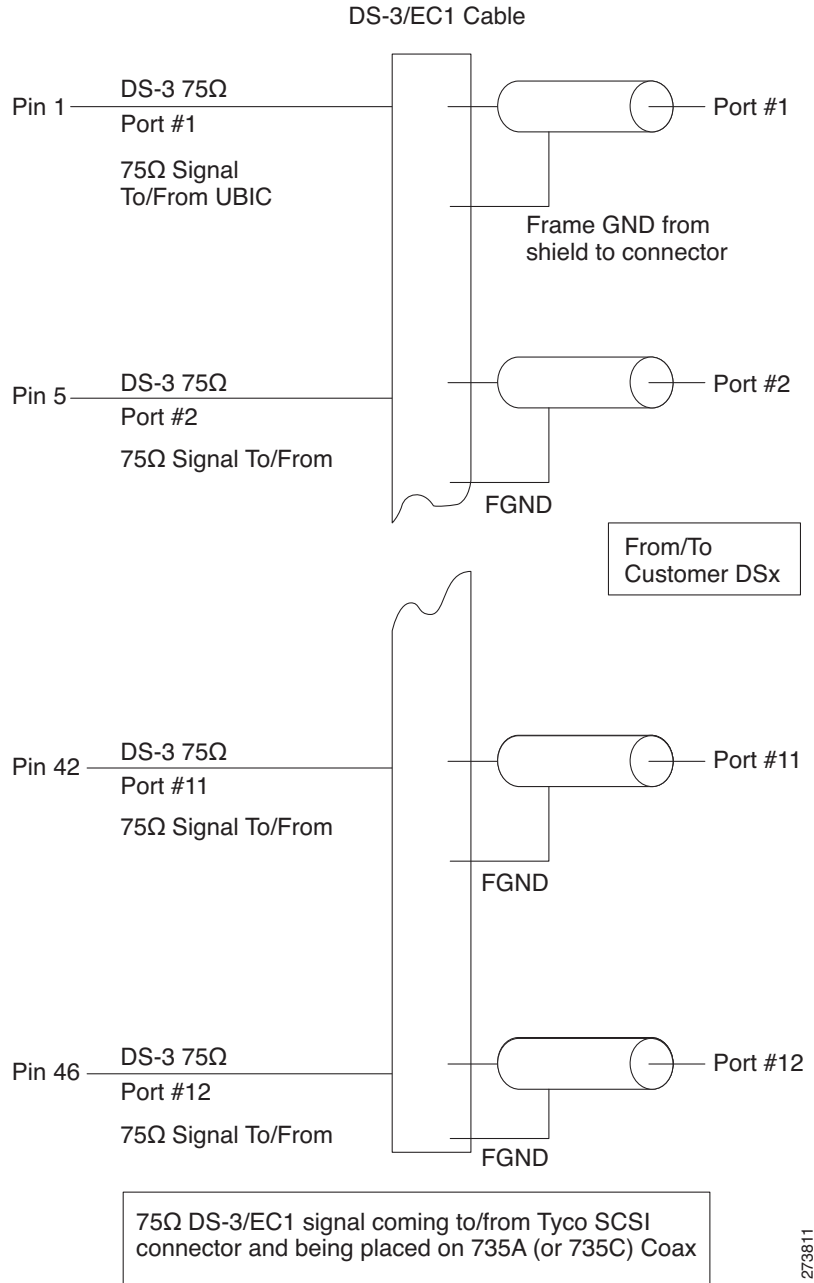 DS-3/EC1 Cable
Pin 1
DS-3 75Ω
Port #1
75Ω Signal
To/From UBIC
Port #1
Frame GND from
shield to connector
Pin 5
DS-3 75Ω
Port #2
75Ω Signal To/From
Port #2
FGND
From/To
Customer DSx
Pin 42
DS-3 75Ω
Port #11
75Ω Signal To/From
Port #11
FGND
Pin 46
DS-3 75Ω
Port #12
75Ω Signal To/From
Port #12
FGND
75Ω DS-3/EC1 signal coming to/from Tyco SCSI
connector and being placed on 735A (or 735C) Coax
273811